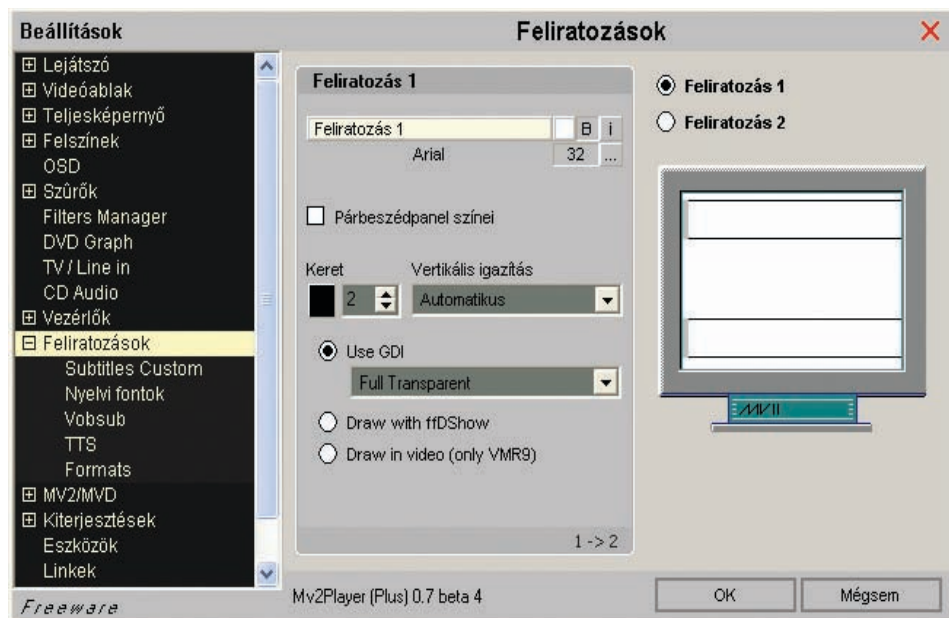 Beállítások
Feliratozások
Lejátszó
Videóablak
Teljesképernyő
Felszínek
OSD
Szûrők
Filters Manager
DVD Graph
TV / Line in
CD Audio
Vezérlők
Feliratozások
Subtitles Custom
Nyelvi fontok
Vobsub
TTS
Formats
MV2/MVD
Kiterjesztések
Eszközök
Linkek
Freeware
Feliratozás 1
Feliratozás 1 B i
Arial 32 ...
Párbeszédpanel színei
Keret Vertikális igazítás
2 Automatikus
Use GDI
Full Transparent
Draw with ffDShow
Draw in video (only VMR9)
1 -> 2
Feliratozás 1
Feliratozás 2
MVII
Mv2Player (Plus) 0.7 beta 4
OK
Mégsem